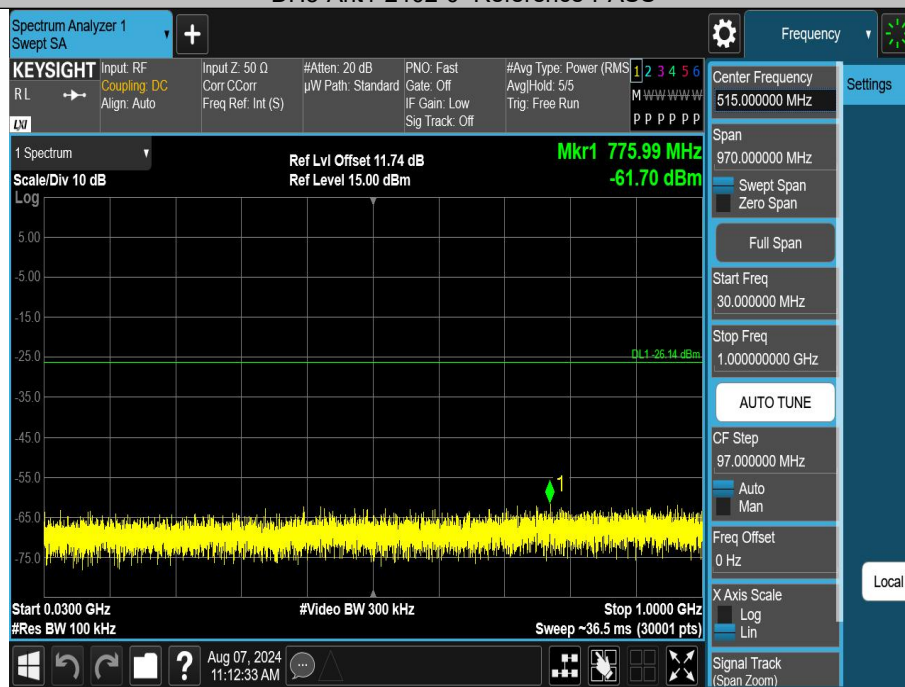 Spectrum Analyzer 1
Swept SA
Frequency
KEYSIGHT
RL
LXI
Input: RF
Coupling: DC
Align: Auto
Input Z: 50 Ω
Corr CCorr
Freq Ref: Int (S)
#Atten: 20 dB
µW Path: Standard
PNO: Fast
Gate: Off
IF Gain: Low
Sig Track: Off
#Avg Type: Power (RMS
Avg|Hold: 5/5
Trig: Free Run
1 2 3 4 5 6
M W W W W W
P P P P P P
Center Frequency
515.000000 MHz
Settings
1 Spectrum
Scale/Div 10 dB
Log
Ref Lvl Offset 11.74 dB
Ref Level 15.00 dBm
Mkr1 775.99 MHz
-61.70 dBm
Span
970.000000 MHz
Swept Span
Zero Span
Full Span
Start Freq
30.000000 MHz
Stop Freq
1.000000000 GHz
AUTO TUNE
CF Step
97.000000 MHz
Auto
Man
Freq Offset
0 Hz
X Axis Scale
Log
Lin
Signal Track
(Span Zoom)
Local
5.00
-5.00
-15.0
-25.0
DL1 -26.14 dBm
-35.0
-45.0
-55.0
1
-65.0
-75.0
Start 0.0300 GHz
#Res BW 100 kHz
#Video BW 300 kHz
Stop 1.0000 GHz
Sweep ~36.5 ms (30001 pts)
?
Aug 07, 2024
11:12:33 AM